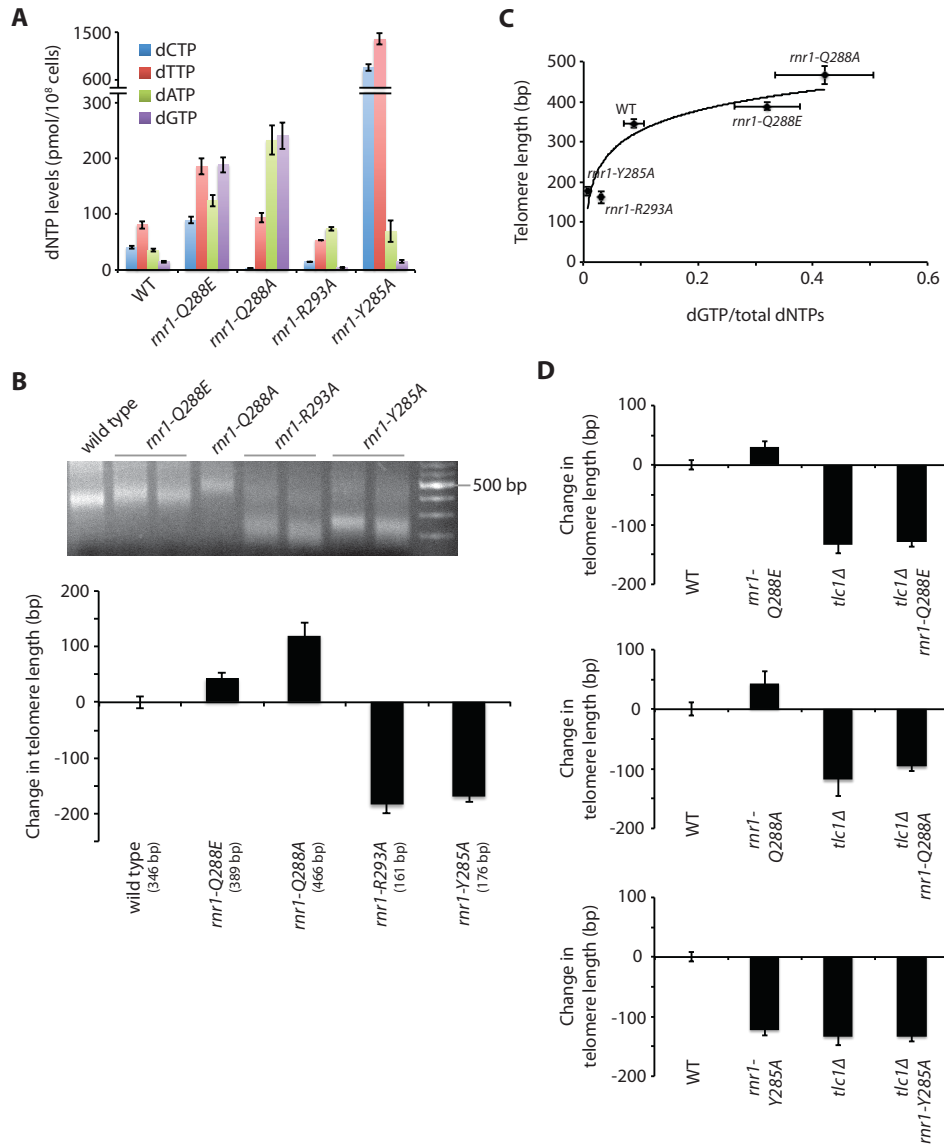 A
dNTP levels (pmol/10⁸ cells)
1500
600
300
200
100
0
dCTP
dTTP
dATP
dGTP
WT
rnr1-Q288E
rnr1-Q288A
rnr1-R293A
rnr1-Y285A
C
Telomere length (bp)
500
400
300
200
100
0
0
0.2
0.4
0.6
dGTP/total dNTPs
WT
rnr1-Q288A
rnr1-Q288E
rnr1-Y285A
rnr1-R293A
B
wild type
rnr1-Q288E
rnr1-Q288A
rnr1-R293A
rnr1-Y285A
500 bp
Change in telomere length (bp)
200
100
0
-100
-200
wild type
(346 bp)
rnr1-Q288E
(389 bp)
rnr1-Q288A
(466 bp)
rnr1-R293A
(161 bp)
rnr1-Y285A
(176 bp)
D
Change in
telomere length (bp)
100
0
-100
-200
WT
rnr1-
Q288E
tlc1Δ
tlc1Δ
rnr1-Q288E
Change in
telomere length (bp)
100
0
-100
-200
WT
rnr1-
Q288A
tlc1Δ
tlc1Δ
rnr1-Q288A
Change in
telomere length (bp)
100
0
-100
-200
WT
rnr1-
Y285A
tlc1Δ
tlc1Δ
rnr1-Y285A